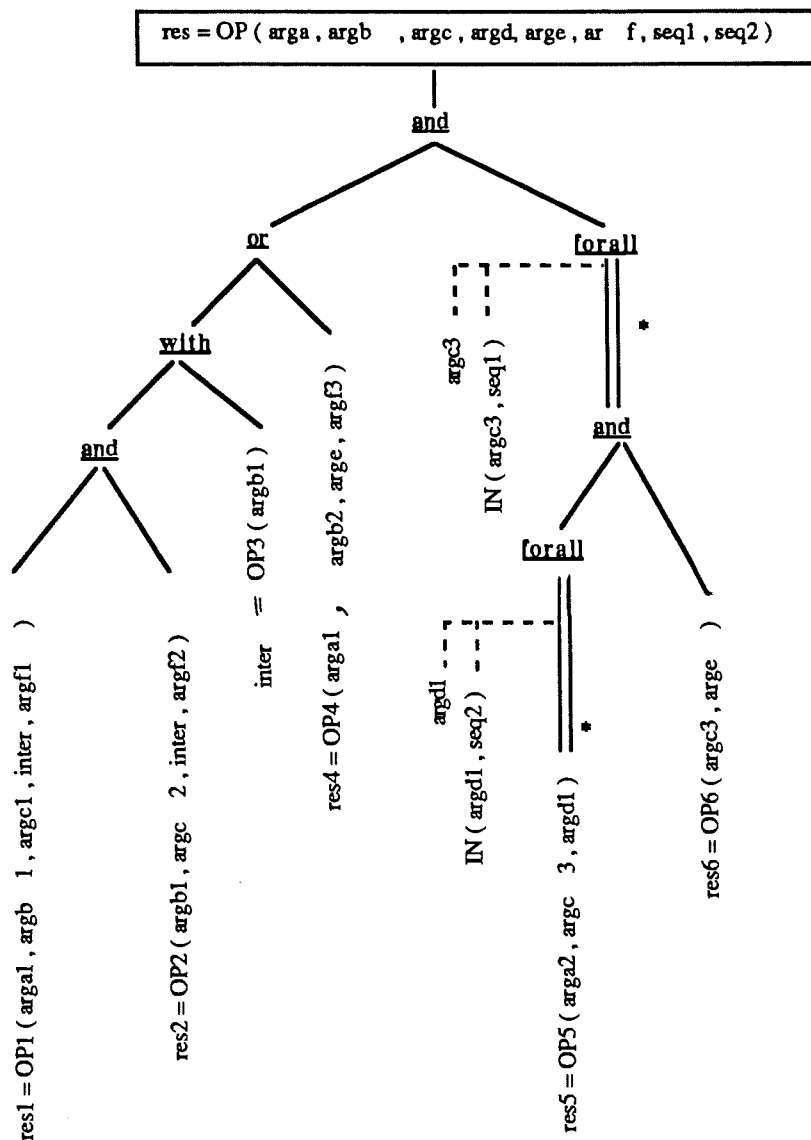 res = OP ( arga , argb , argc , argd, arge , ar f , seq1 , seq2 )
and
or
forall
with
argc3
IN ( argc3 , seq1 )
*
and
and
inter = OP3 ( argb1 )
res4 = OP4 ( arga1 , argb2 , arge , argf3 )
forall
argd1
IN ( argd1 , seq2 )
*
res1 = OP1 ( arga1 , argb 1 , argc1 , inter , argf1 )
res2 = OP2 ( argb1 , argc 2 , inter , argf2 )
res5 = OP5 ( arga2 , argc 3 , argd1 )
res6 = OP6 ( argc3 , arge )